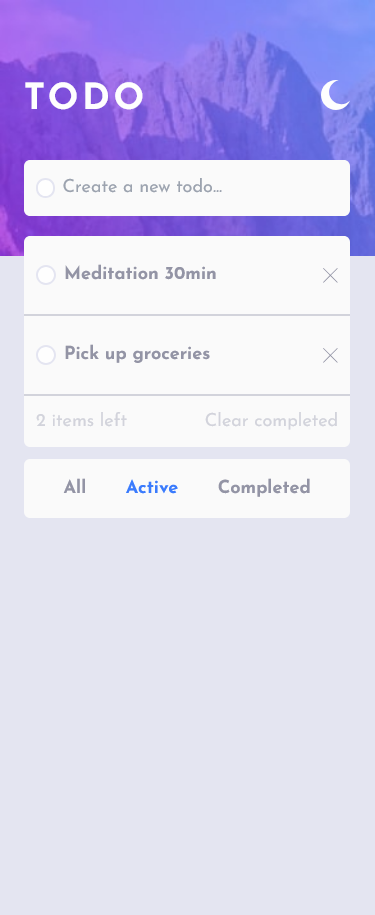 TODO
Create a new todo...
Meditation 30min
Pick up groceries
2 items left Clear completed
All Active Completed